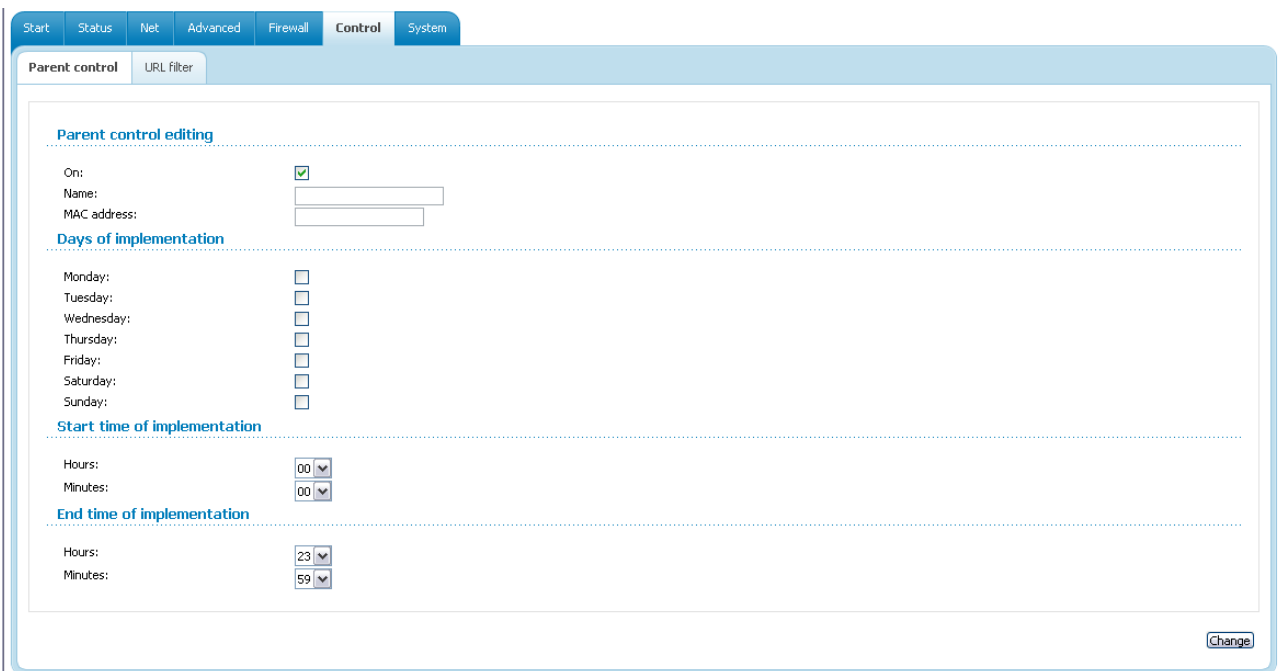 Start Status Net Advanced Firewall Control System
Parent control URL filter
Parent control editing
On:
Name:
MAC address:
Days of implementation
Monday:
Tuesday:
Wednesday:
Thursday:
Friday:
Saturday:
Sunday:
Start time of implementation
Hours: 00
Minutes: 00
End time of implementation
Hours: 23
Minutes: 59
Change